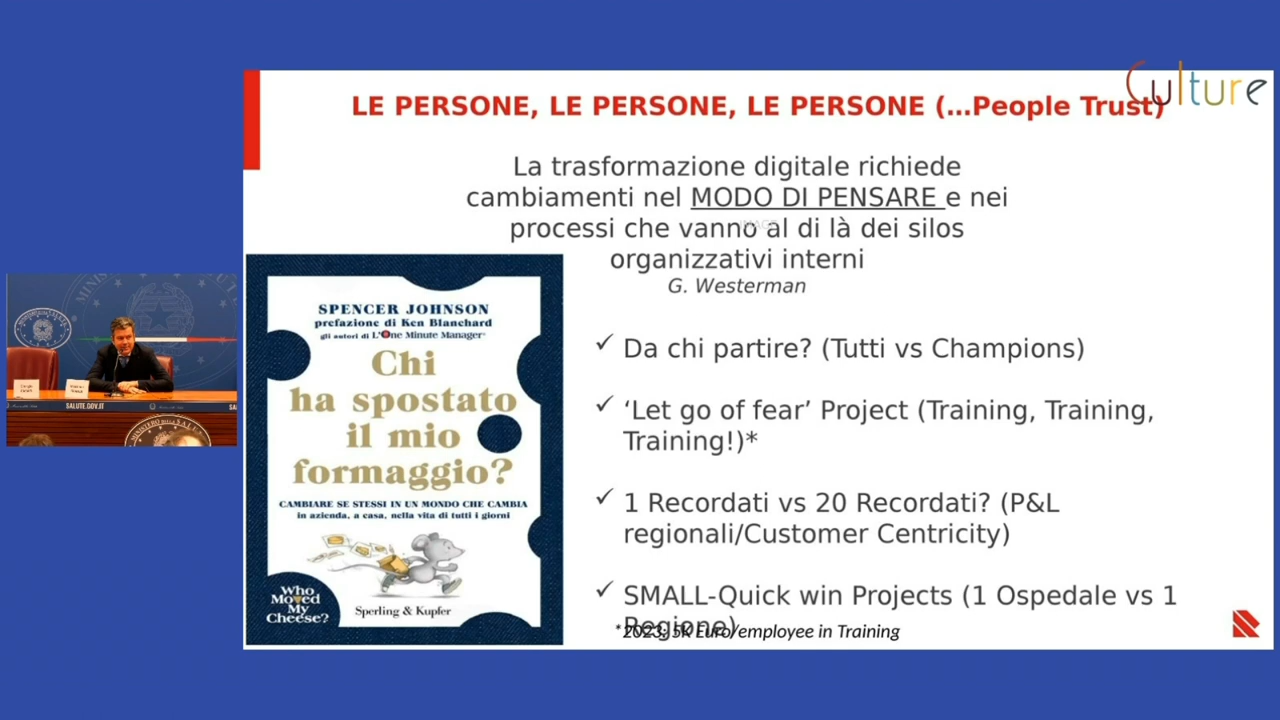 Culture
LE PERSONE, LE PERSONE, LE PERSONE (...People Trust)
La trasformazione digitale richiede
cambiamenti nel MODO DI PENSARE e nei
processi che vanno al di là dei silos
organizzativi interni
G. Westerman
SPENCER JOHNSON
prefazione di Ken Blanchard
gli autori di L'One Minute Manager
Chi
ha spostato
il mio
formaggio?
CAMBIARE SE STESSI IN UN MONDO CHE CAMBIA
in azienda, a casa, nella vita di tutti i giorni
Who
Moved
My
Cheese?
Sperling & Kupfer
✓ Da chi partire? (Tutti vs Champions)
✓ ‘Let go of fear’ Project (Training, Training,
Training!)*
✓ 1 Recordati vs 20 Recordati? (P&L
regionali/Customer Centricity)
✓ SMALL-Quick win Projects (1 Ospedale vs 1
Regione)
*2023: 5K Euro/employee in Training
SALUTE.GOV.IT